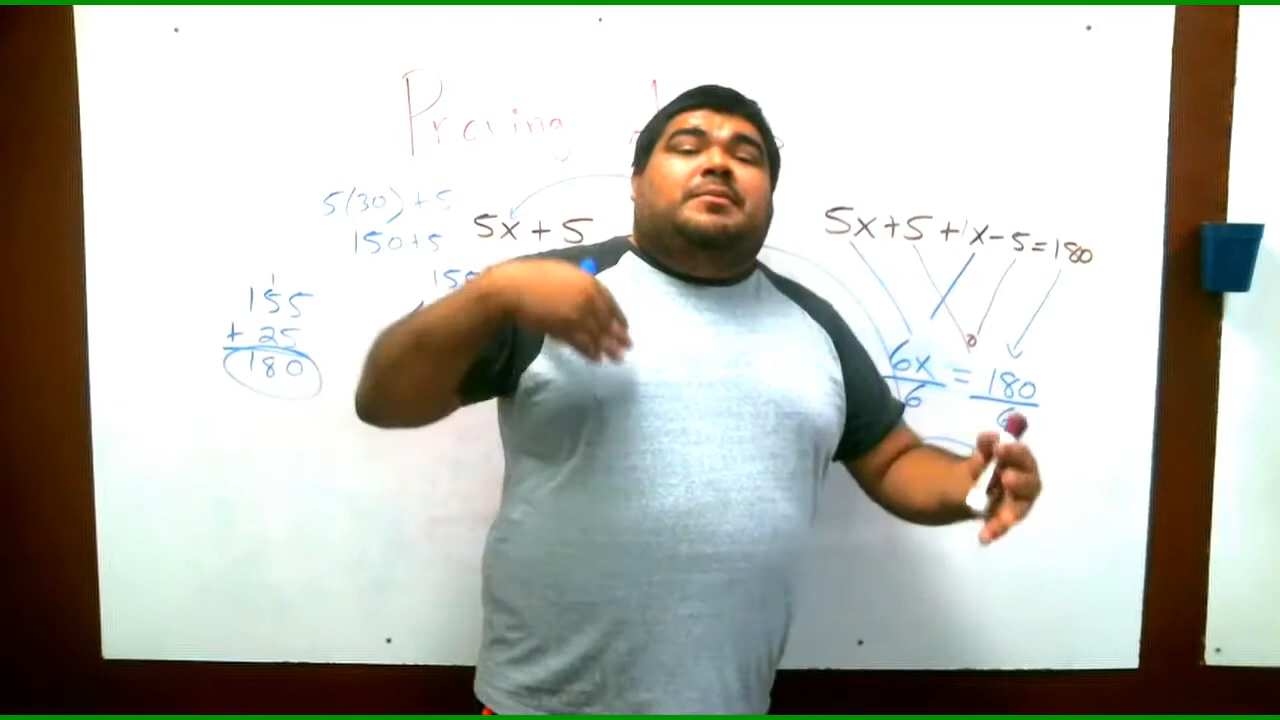 Proving
5(30) + 5
150+5
155
+ 25
180
5x + 5
5x+5+1x-5=180
0
6x = 180
6 6